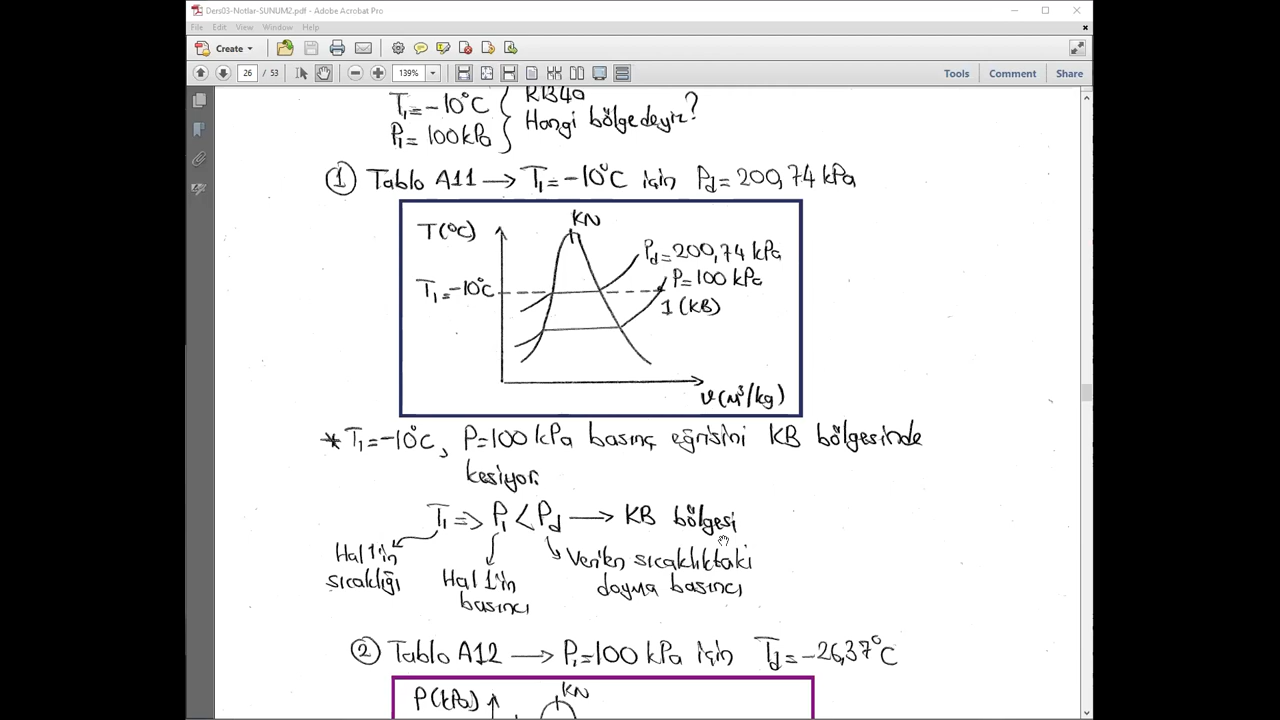 Ders03-Notlar-SUNUM2.pdf - Adobe Acrobat Pro
File Edit View Window Help
Create
26 / 53 139% Tools Comment Share
T₁=-10°C
R134a
P₁=100 kPa
Hangi bölgedeyiz?
① Tablo A11 → T₁=-10°C için Pd=200,74 kPa
KN
T(°C)
Pd=200,74 kPa
P=100 kPa
T₁=-10°C
1 (KB)
v(m³/kg)
* T₁=-10°C, P=100 kPa basınç eğrisini KB bölgesinde
kesiyor.
T₁ => P₁ < Pd → KB bölgesi
Hal 1'in
sıcaklığı
Hal 1'in
basıncı
Verilen sıcaklıktaki
doyma basıncı
② Tablo A12 → P₁=100 kPa için Td=-26,37°C
P(kPa)
KN